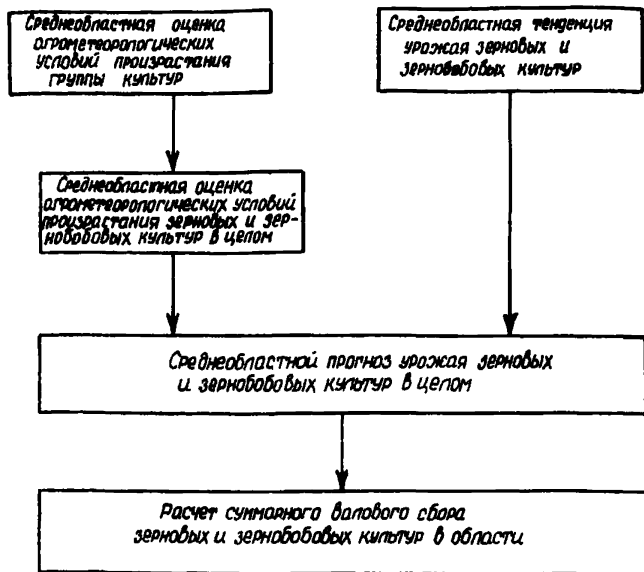 Среднеобластная оценка
агрометеорологических
условий произрастания
группы культур
Среднеобластная тенденция
урожая зерновых и
зернобобовых культур
Среднеобластная оценка
агрометеорологических условий
произрастания зерновых и зер-
нобобовых культур в целом
Среднеобластной прогноз урожая зерновых
и зернобобовых культур в целом
Расчет суммарного валового сбора
зерновых и зернобобовых культур в области